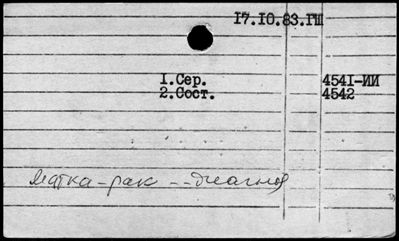 17.10.83.ГШ
1.Сер. 4541-ИИ
2.Сост. 4542
матка-рак --диагноз